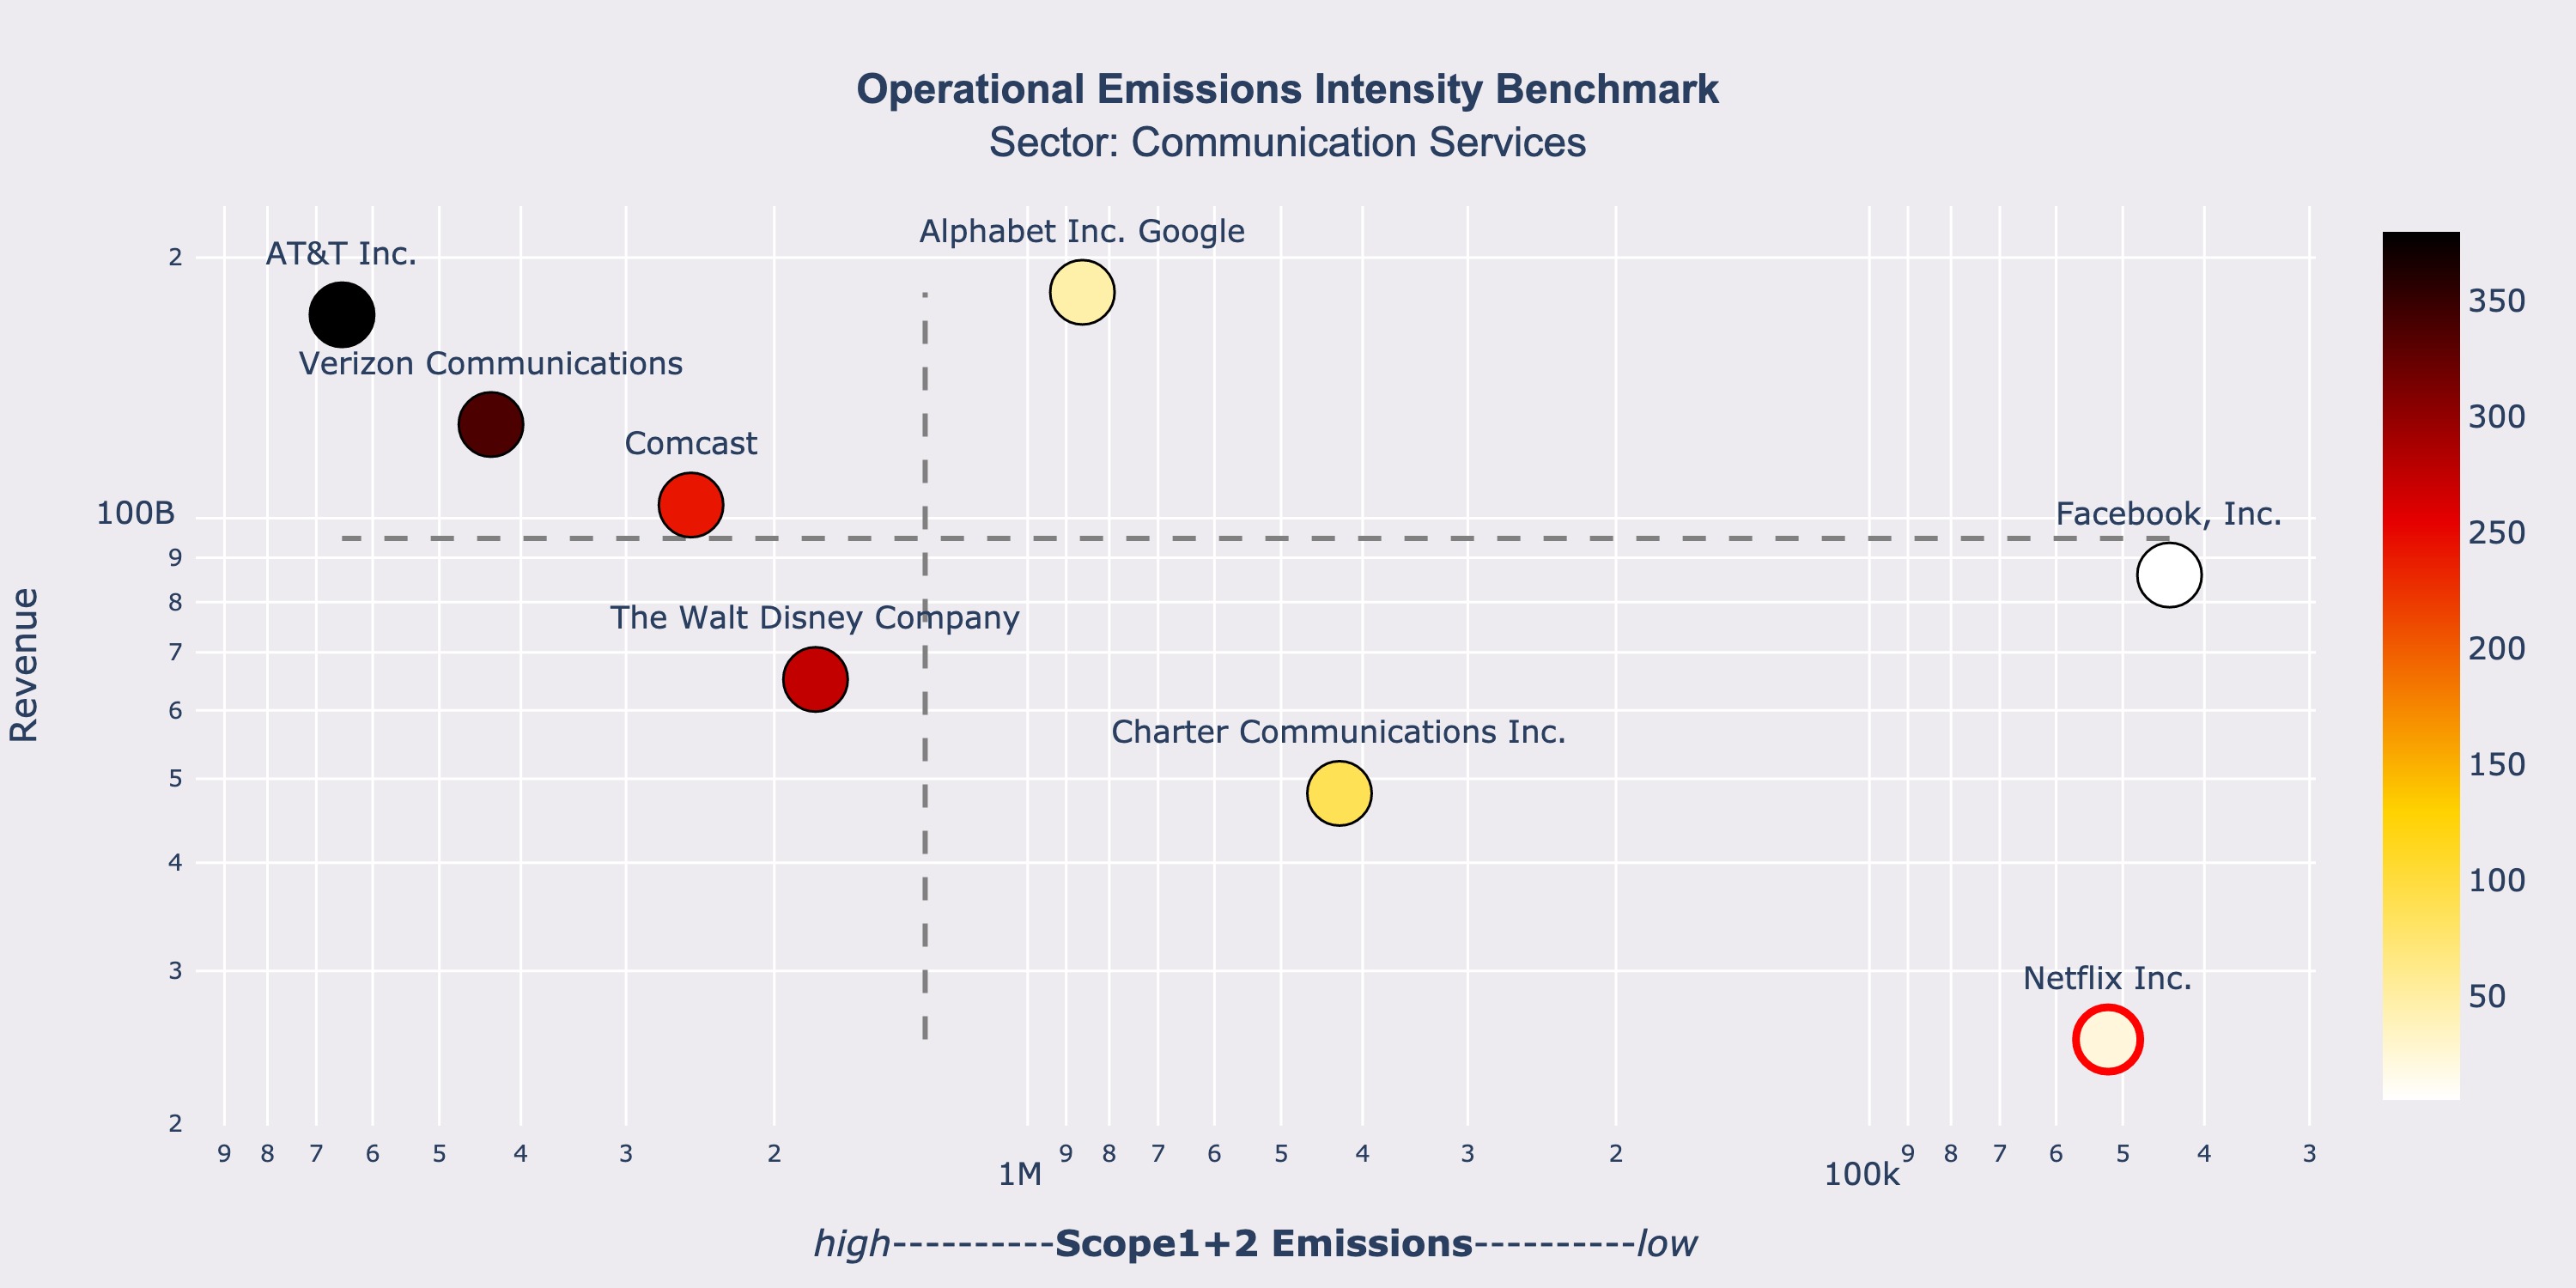 Operational Emissions Intensity Benchmark
Sector: Communication Services
Alphabet Inc. Google
AT&T Inc.
Verizon Communications
Comcast
Facebook, Inc.
The Walt Disney Company
Charter Communications Inc.
Netflix Inc.
Revenue
2
100B
9
8
7
6
5
4
3
2
9 8 7 6 5 4 3 2 9 8 7 6 5 4 3 2 9 8 7 6 5 4 3
1M 100k
high----------Scope1+2 Emissions----------low
350
300
250
200
150
100
50